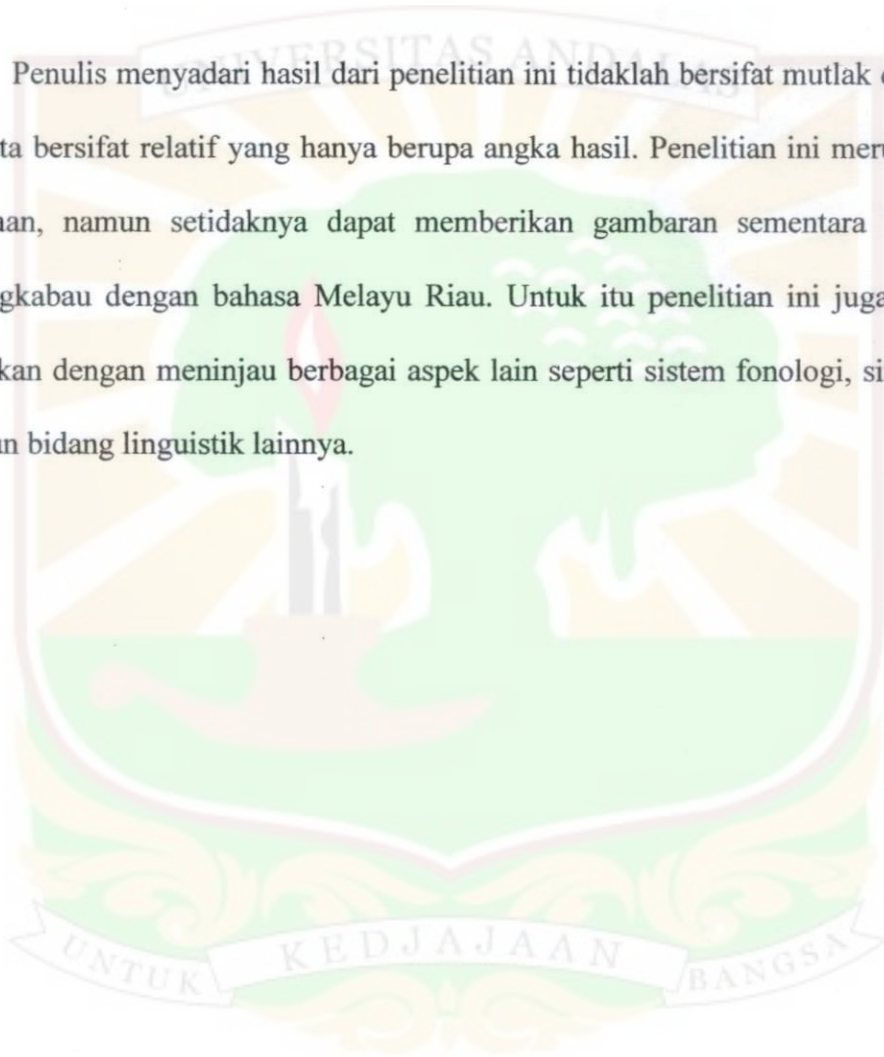 UNIVERSITAS ANDALAS
Penulis menyadari hasil dari penelitian ini tidaklah bersifat mutlak
ta bersifat relatif yang hanya berupa angka hasil. Penelitian ini meru
an, namun setidaknya dapat memberikan gambaran sementara
gkabau dengan bahasa Melayu Riau. Untuk itu penelitian ini juga
kan dengan meninjau berbagai aspek lain seperti sistem fonologi, si
n bidang linguistik lainnya.
UNTUK KEDJAJAAN BANGSA